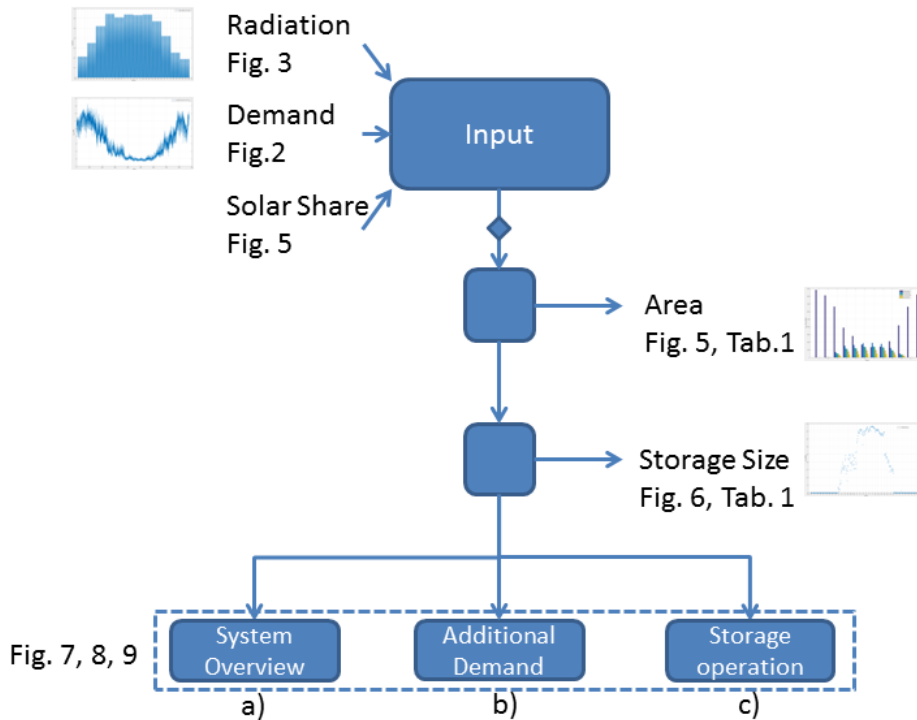 Radiation
Fig. 3
Demand
Fig.2
Solar Share
Fig. 5
Input
Area
Fig. 5, Tab.1
Storage Size
Fig. 6, Tab. 1
Fig. 7, 8, 9
System
Overview
Additional
Demand
Storage
operation
a)
b)
c)